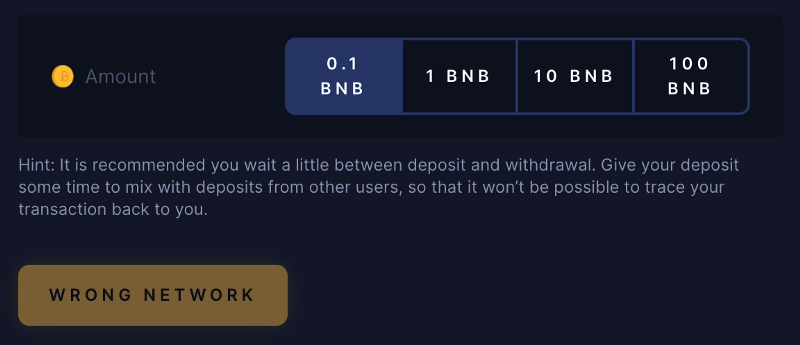 Amount
0.1
BNB
1 BNB
10 BNB
100
BNB
Hint: It is recommended you wait a little between deposit and withdrawal. Give your deposit
some time to mix with deposits from other users, so that it won’t be possible to trace your
transaction back to you.
WRONG NETWORK